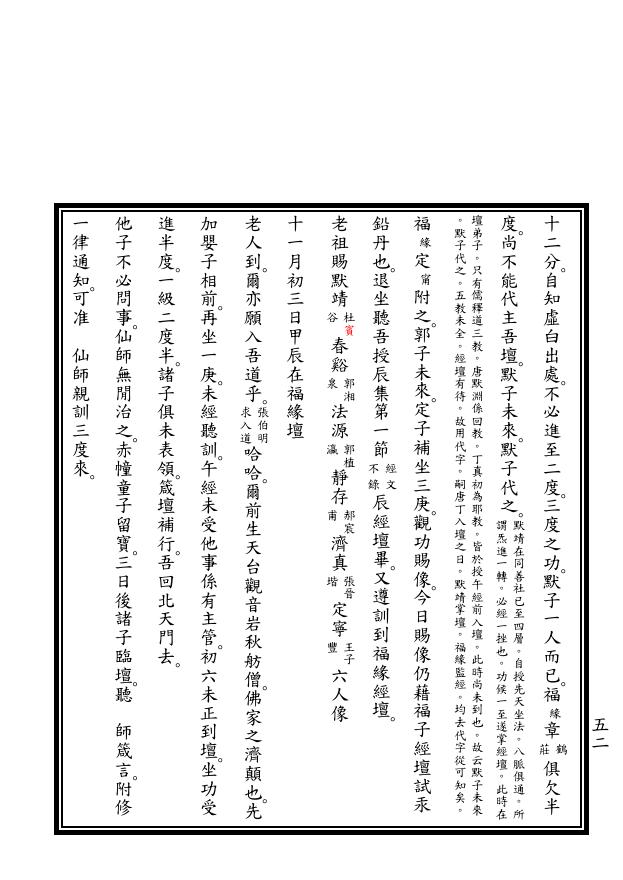 十二分。自知虛白出處。不必進至二度。三度之功。默子一人而已。福緣章鶴莊俱欠半
度。尚不能代主吾壇。默子未來。默子代之。默靖在同善社已至四層。自授先天坐法。八脈俱通。所謂炁進一轉。必經一挫也。功候一至遂掌經壇。此時在
壇弟子。只有儒釋道三教。唐默淵係回教。丁真初為耶教。皆於授午經前入壇。此時尚未到也。故云默子未來。默子代之。五教未全。經壇有待。故用代字。嗣唐丁入壇之日。默靖掌壇。福緣監經。均去代字從可知矣。
福緣定甯附之。郭子未來。定子補坐三庚。觀功賜像。今日賜像仍藉福子經壇試汞
鉛丹也。退坐聽吾授辰集第一節經文不錄辰經壇畢。又遵訓到福緣經壇。
老祖賜默靖杜賓谷春谿郭湘泉法源郭植瀛靜存郝宸甫濟真張晉堦定寧王子豐六人像
十一月初三日甲辰在福緣壇
老人到。爾亦願入吾道乎。張伯明求入道哈哈。爾前生天台觀音岩秋舫僧。佛家之濟顛也。先
加嬰子相前。再坐一庚。未經聽訓。午經未受他事係有主管。初六未正到壇。坐功受
進半度。一級二度半。諸子俱未表領。箴壇補行。吾回北天門去。
他子不必問事。仙師無閒治之。赤幢童子留寶。三日後諸子臨壇。聽 師箴言。附修
一律通知。可准 仙師親訓三度來。
五二